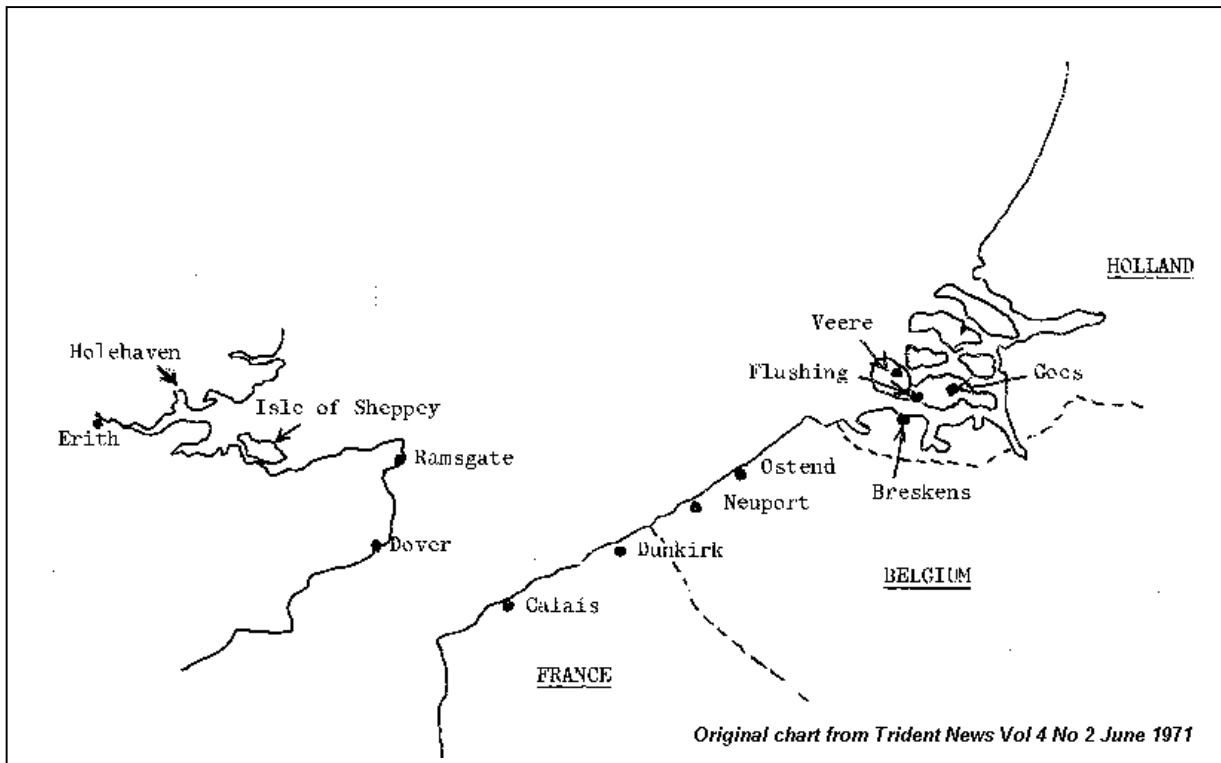 HOLLAND
Veere
Holehaven
Flushing
Goes
Isle of Sheppey
Erith
Ramsgate
Ostend
Breskens
Neuport
Dover
Dunkirk
BELGIUM
Calais
FRANCE
Original chart from Trident News Vol 4 No 2 June 1971